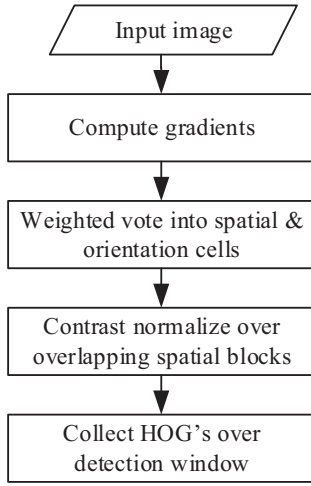 Input image
Compute gradients
Weighted vote into spatial &
orientation cells
Contrast normalize over
overlapping spatial blocks
Collect HOG's over
detection window